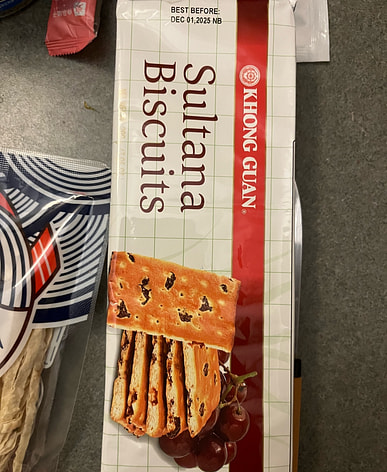 BEST BEFORE:
DEC 01,2025 NB
Sultana
Biscuits
KHONG GUAN®